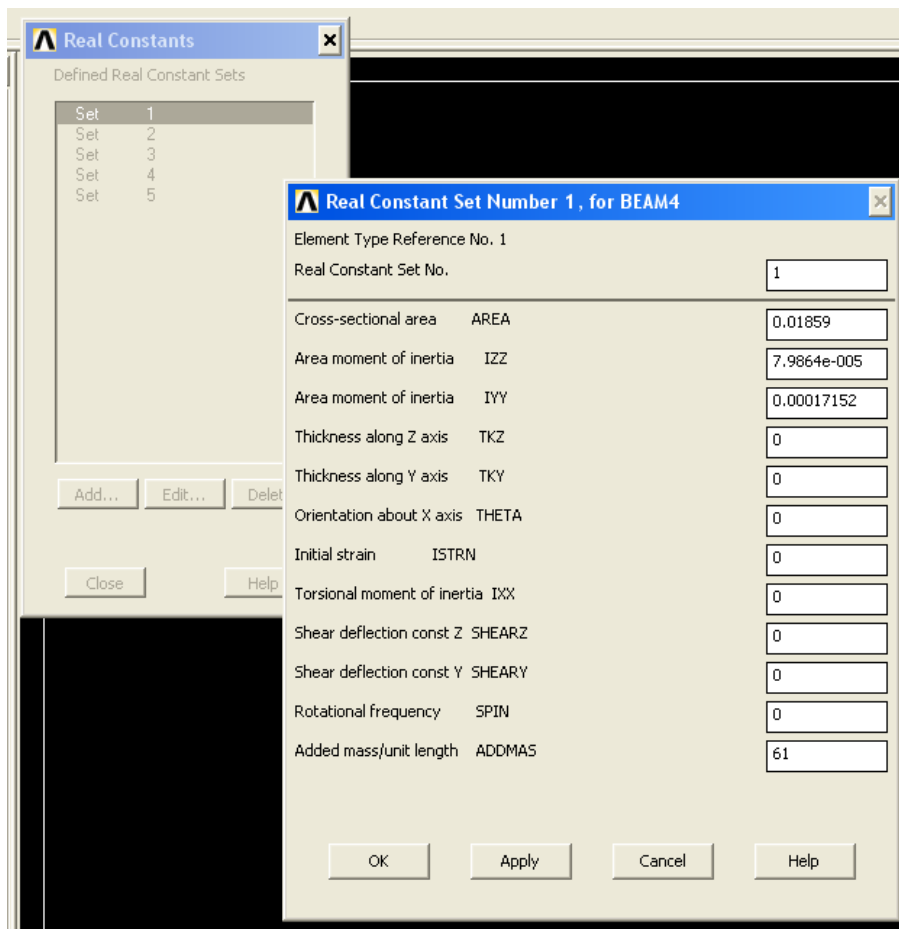 Real Constants
Defined Real Constant Sets
Set 1
Set 2
Set 3
Set 4
Set 5
Add... Edit... Delet
Close Help
Real Constant Set Number 1, for BEAM4
Element Type Reference No. 1
Real Constant Set No. 1
Cross-sectional area AREA 0.01859
Area moment of inertia IZZ 7.9864e-005
Area moment of inertia IYY 0.00017152
Thickness along Z axis TKZ 0
Thickness along Y axis TKY 0
Orientation about X axis THETA 0
Initial strain ISTRN 0
Torsional moment of inertia IXX 0
Shear deflection const Z SHEARZ 0
Shear deflection const Y SHEARY 0
Rotational frequency SPIN 0
Added mass/unit length ADDMAS 61
OK Apply Cancel Help